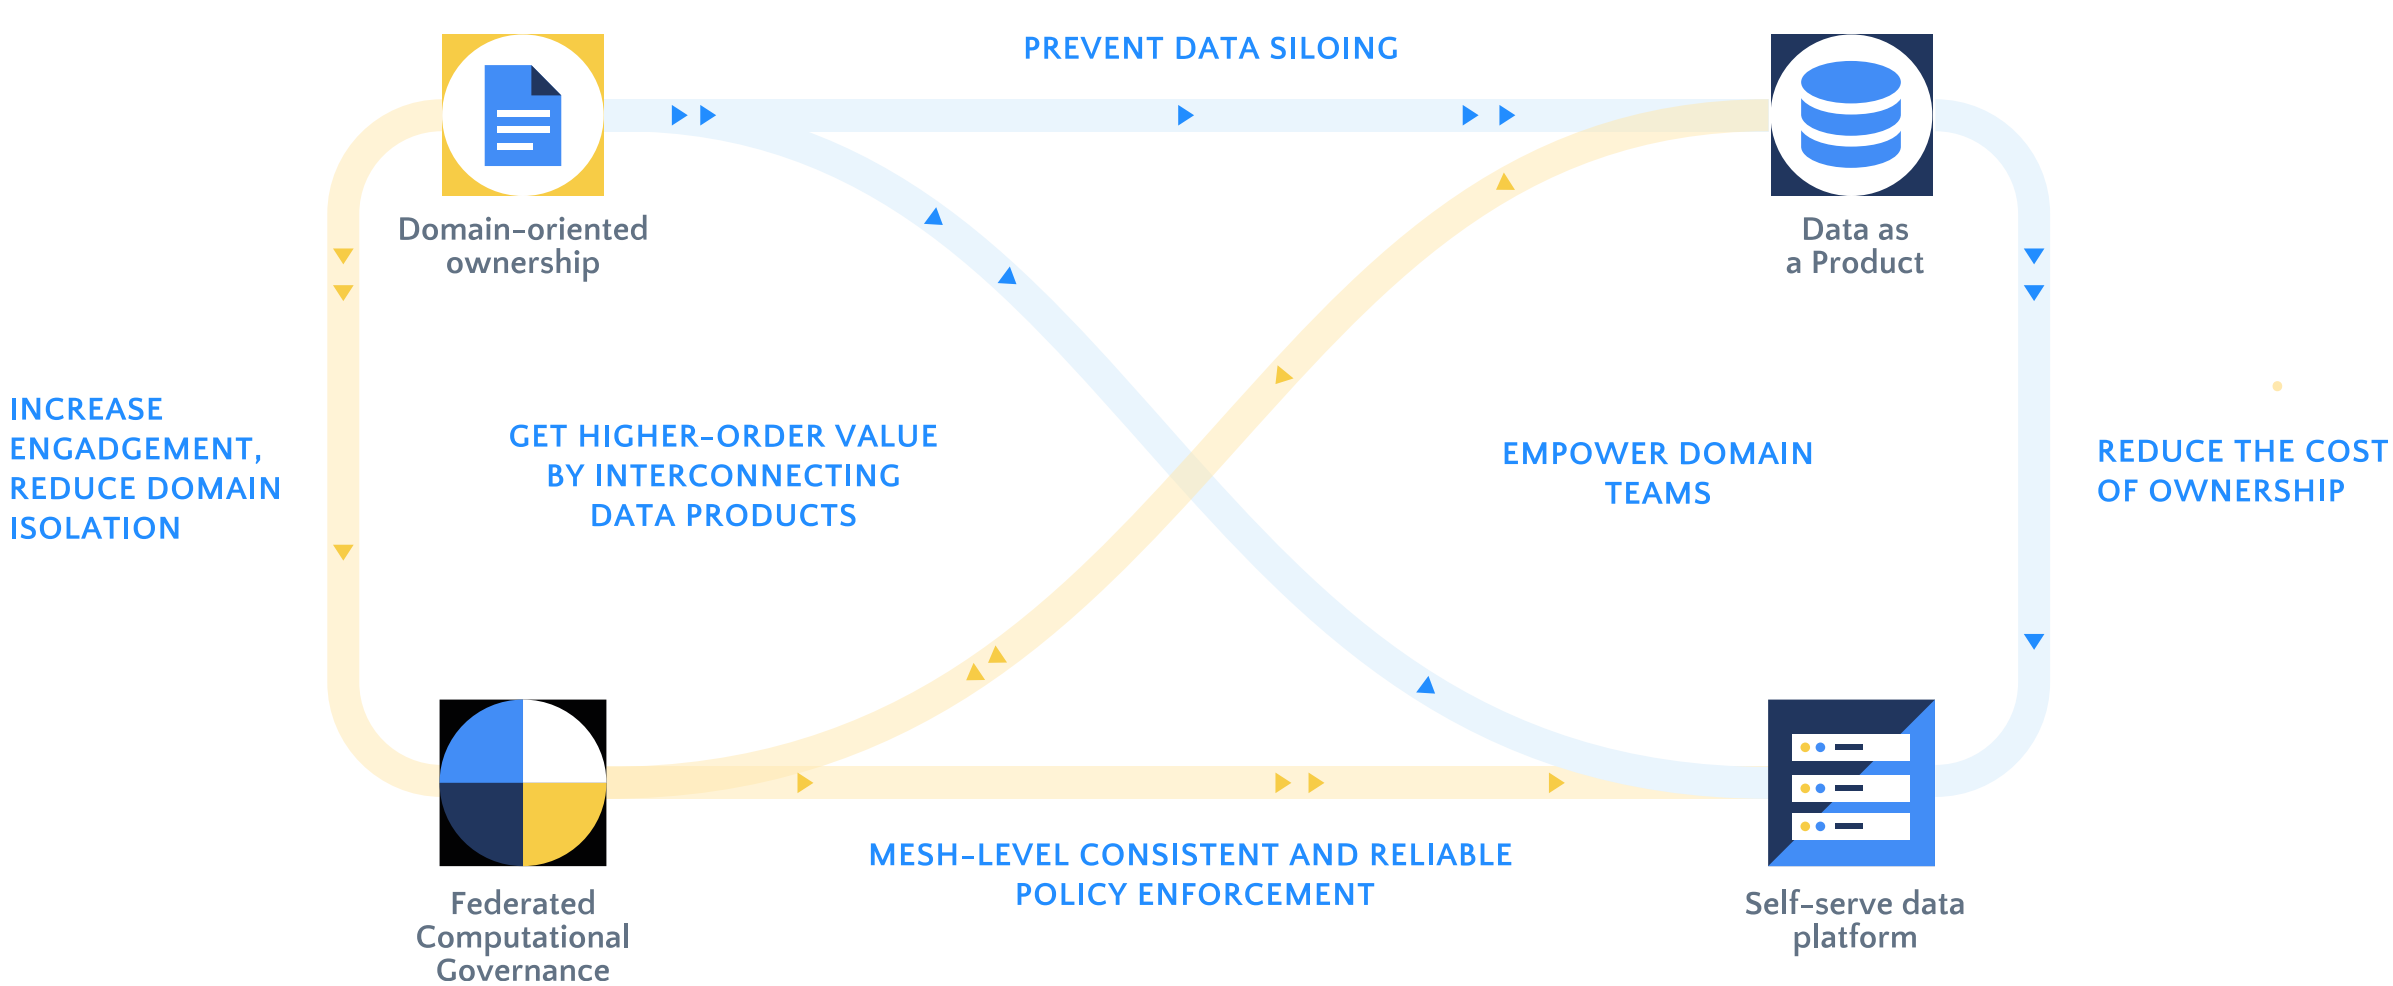 PREVENT DATA SILOING
Domain-oriented
ownership
Data as
a Product
INCREASE
ENGADGEMENT,
REDUCE DOMAIN
ISOLATION
GET HIGHER-ORDER VALUE
BY INTERCONNECTING
DATA PRODUCTS
EMPOWER DOMAIN
TEAMS
REDUCE THE COST
OF OWNERSHIP
MESH-LEVEL CONSISTENT AND RELIABLE
POLICY ENFORCEMENT
Federated
Computational
Governance
Self-serve data
platform